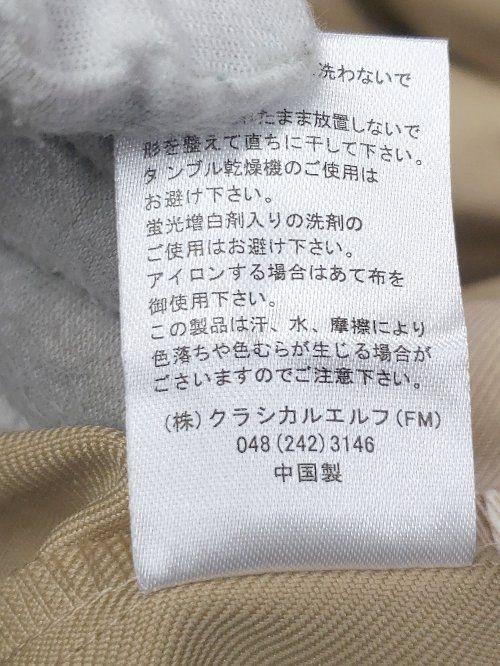 洗わないで
たまま放置しないで
形を整えて直ちに干して下さい。
タンブル乾燥機のご使用は
お避け下さい。
蛍光増白剤入りの洗剤の
ご使用はお避け下さい。
アイロンする場合はあて布を
御使用下さい。
この製品は汗、水、摩擦により
色落ちや色むらが生じる場合が
ございますのでご注意下さい。
(株)クラシカルエルフ(FM)
048(242)3146
中国製